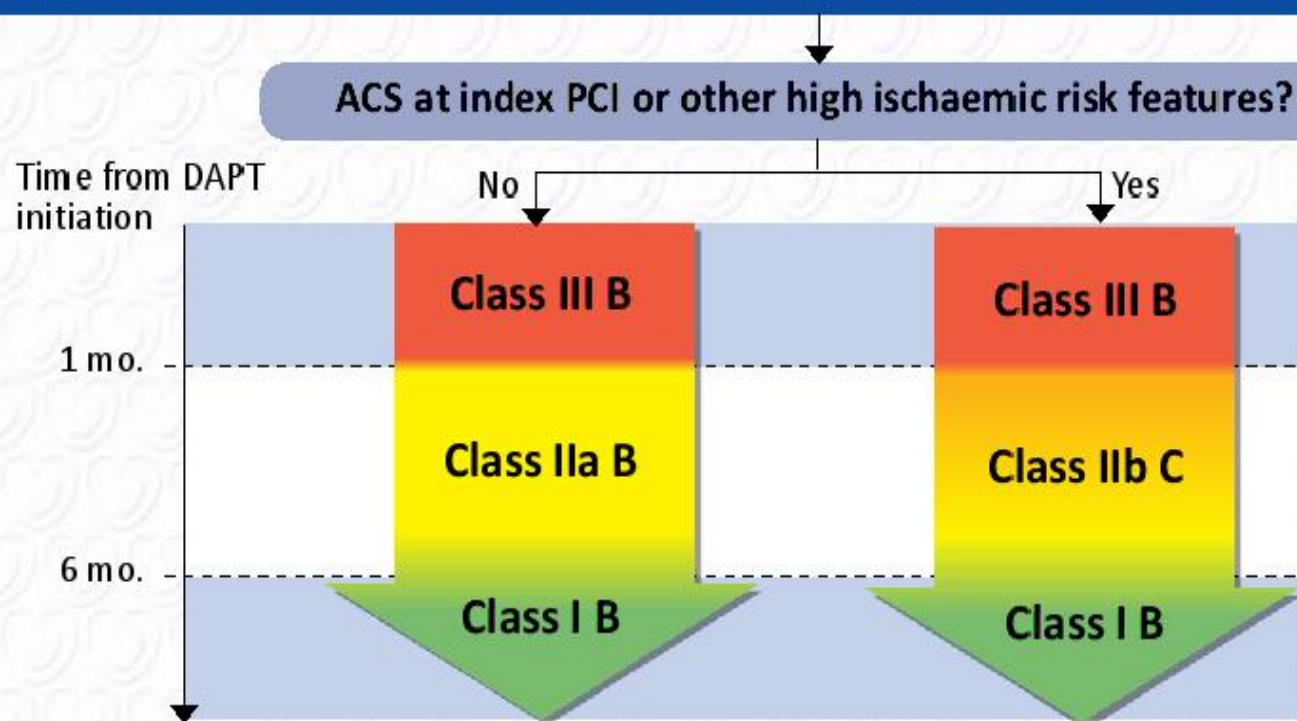 ACS at index PCI or other high ischaemic risk features?
Time from DAPT
initiation
No
Yes
Class III B
Class III B
1 mo.
Class IIa B
Class IIb C
6 mo.
Class I B
Class I B